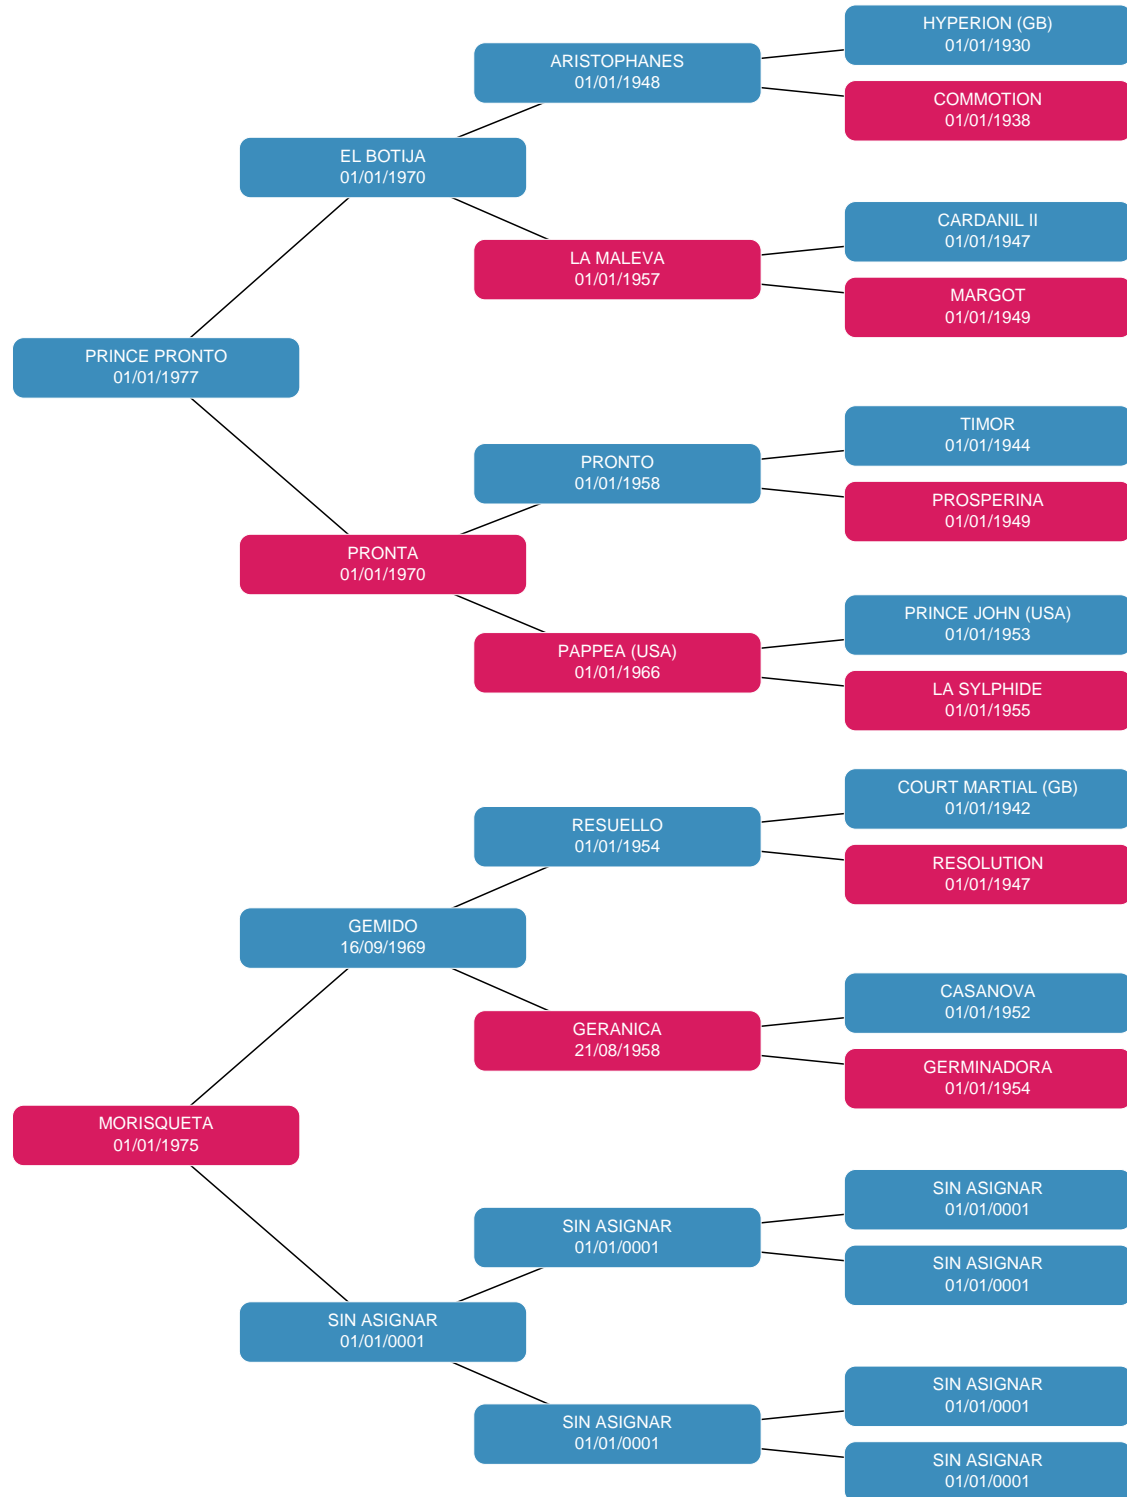 HYPERION (GB)
01/01/1930
ARISTOPHANES
01/01/1948
COMMOTION
01/01/1938
EL BOTIJA
01/01/1970
CARDANIL II
01/01/1947
LA MALEVA
01/01/1957
MARGOT
01/01/1949
PRINCE PRONTO
01/01/1977
TIMOR
01/01/1944
PRONTO
01/01/1958
PROSPERINA
01/01/1949
PRONTA
01/01/1970
PRINCE JOHN (USA)
01/01/1953
PAPPEA (USA)
01/01/1966
LA SYLPHIDE
01/01/1955
COURT MARTIAL (GB)
01/01/1942
RESUELLO
01/01/1954
RESOLUTION
01/01/1947
GEMIDO
16/09/1969
CASANOVA
01/01/1952
GERANICA
21/08/1958
GERMINADORA
01/01/1954
MORISQUETA
01/01/1975
SIN ASIGNAR
01/01/0001
SIN ASIGNAR
01/01/0001
SIN ASIGNAR
01/01/0001
SIN ASIGNAR
01/01/0001
SIN ASIGNAR
01/01/0001
SIN ASIGNAR
01/01/0001
SIN ASIGNAR
01/01/0001